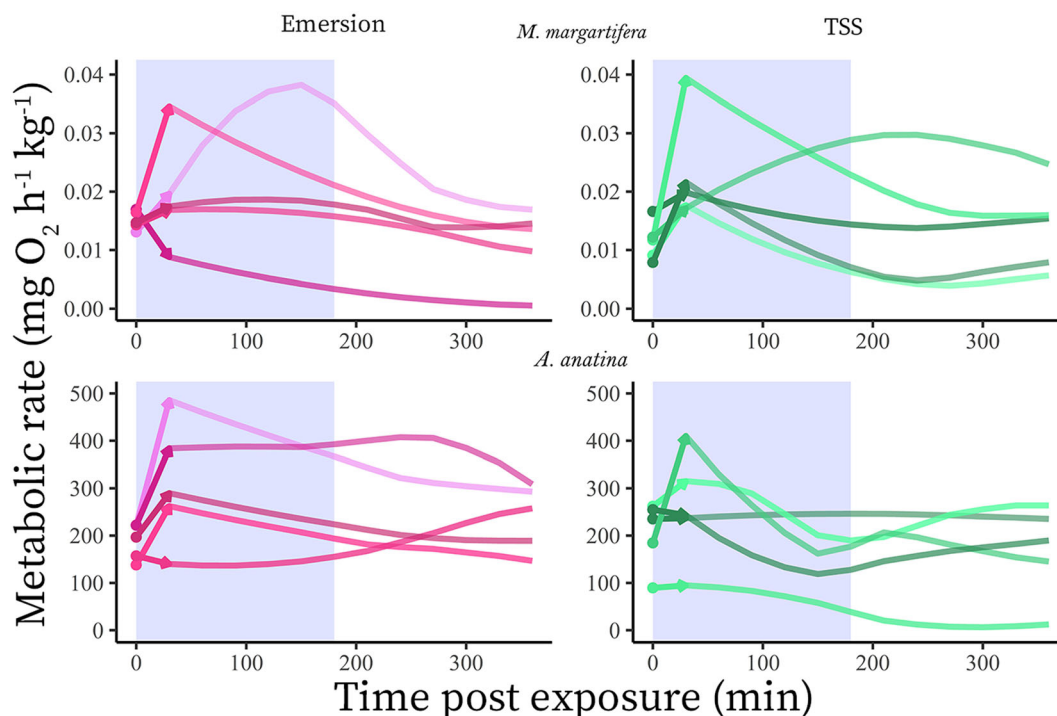 Emersion
TSS
M. margartifera
Metabolic rate (mg O₂ h⁻¹ kg⁻¹)
0.04
0.03
0.02
0.01
0.00
0 100 200 300
0.04
0.03
0.02
0.01
0.00
0 100 200 300
A. anatina
500
400
300
200
100
0
0 100 200 300
500
400
300
200
100
0
0 100 200 300
Time post exposure (min)